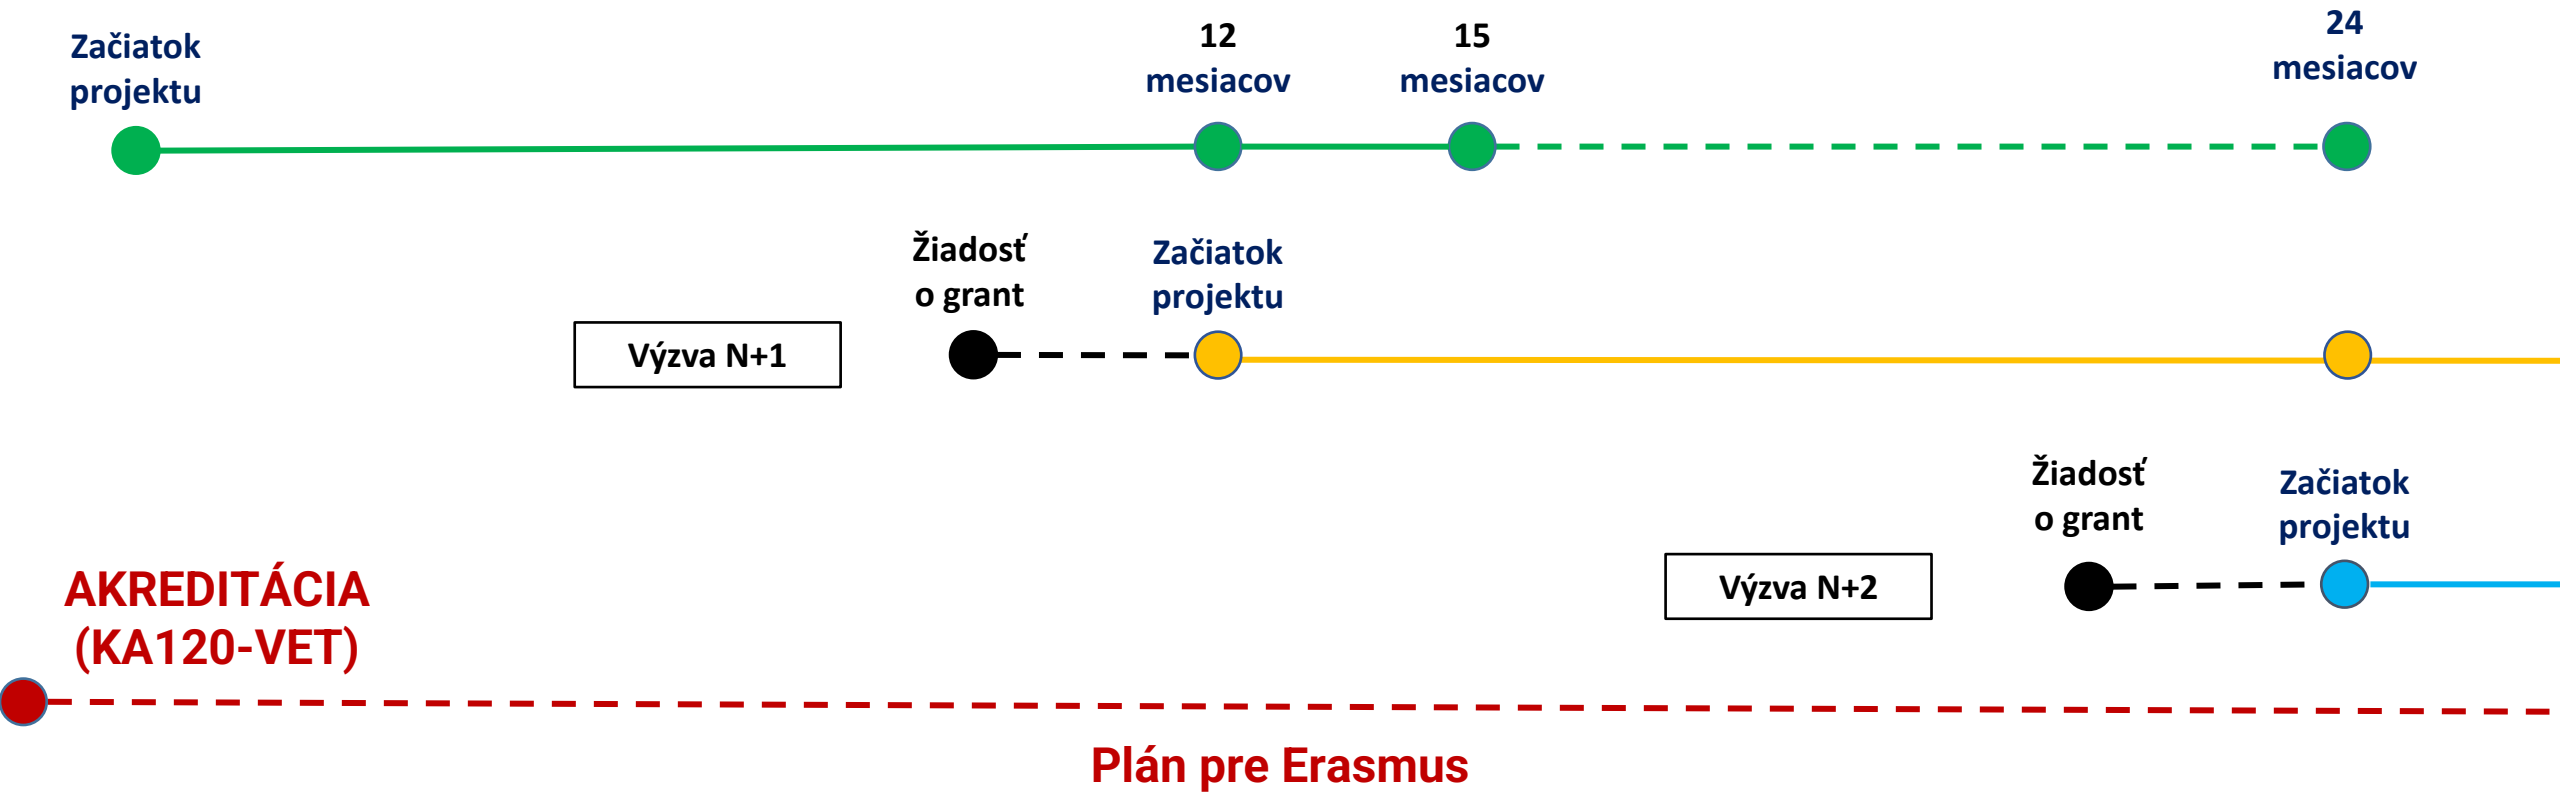 Začiatok
projektu
12
mesiacov
15
mesiacov
24
mesiacov
Žiadosť
o grant
Začiatok
projektu
Výzva N+1
Žiadosť
o grant
Začiatok
projektu
Výzva N+2
AKREDITÁCIA
(KA120-VET)
Plán pre Erasmus